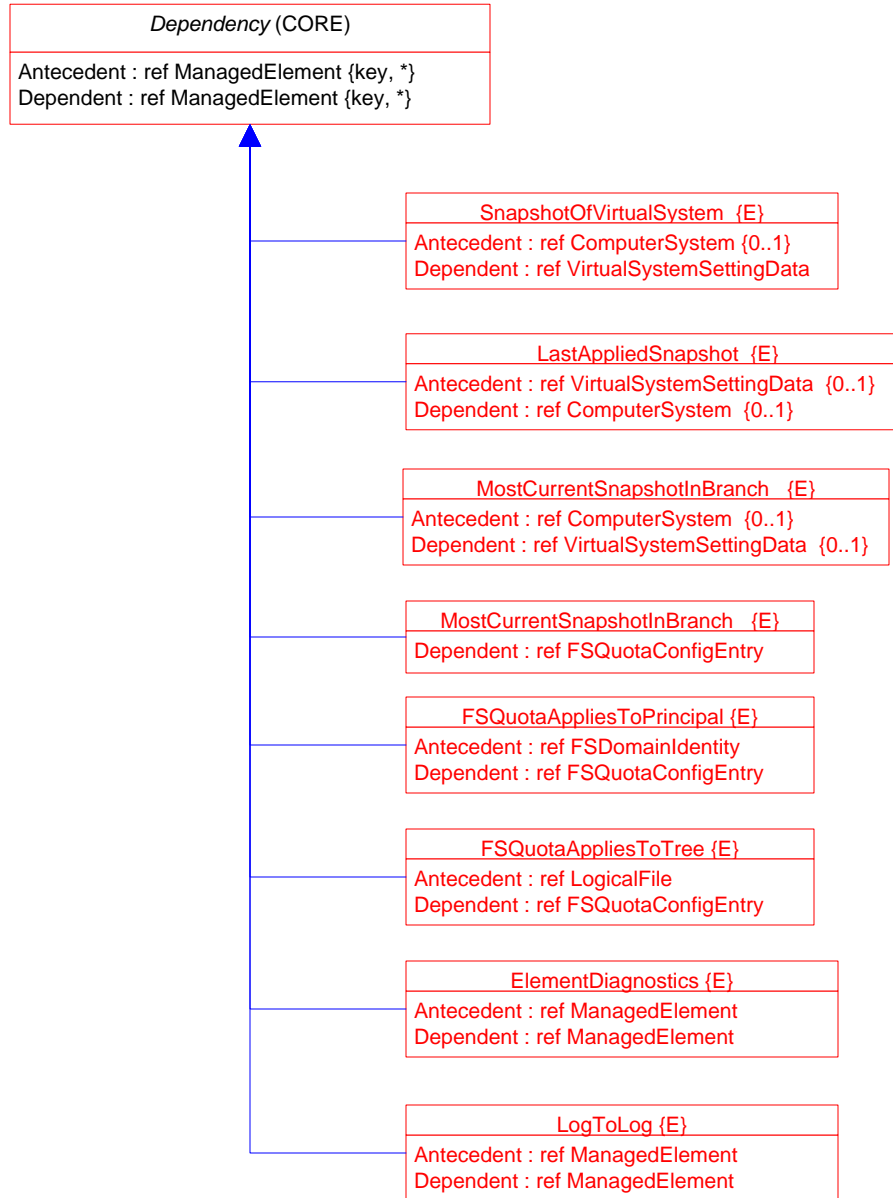 Dependency (CORE)
Antecedent : ref ManagedElement {key, *}
Dependent : ref ManagedElement {key, *}
SnapshotOfVirtualSystem {E}
Antecedent : ref ComputerSystem {0..1}
Dependent : ref VirtualSystemSettingData
LastAppliedSnapshot {E}
Antecedent : ref VirtualSystemSettingData {0..1}
Dependent : ref ComputerSystem {0..1}
MostCurrentSnapshotInBranch {E}
Antecedent : ref ComputerSystem {0..1}
Dependent : ref VirtualSystemSettingData {0..1}
MostCurrentSnapshotInBranch {E}
Dependent : ref FSQuotaConfigEntry
FSQuotaAppliesToPrincipal {E}
Antecedent : ref FSDomainIdentity
Dependent : ref FSQuotaConfigEntry
FSQuotaAppliesToTree {E}
Antecedent : ref LogicalFile
Dependent : ref FSQuotaConfigEntry
ElementDiagnostics {E}
Antecedent : ref ManagedElement
Dependent : ref ManagedElement
LogToLog {E}
Antecedent : ref ManagedElement
Dependent : ref ManagedElement